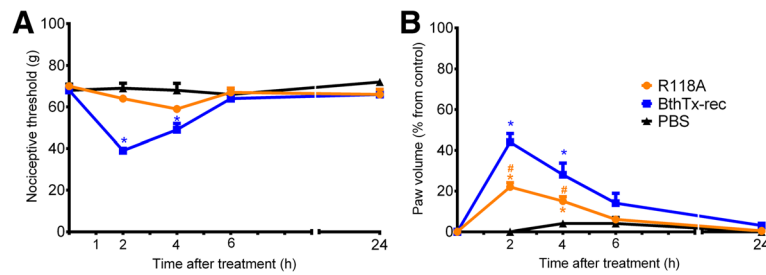 A
Nociceptive threshold (g)
100
80
60
40
20
0
*
*
1 2 4 6 24
Time after treatment (h)
B
Paw volume (% from control)
100
80
60
40
20
0
*
*
#
*
#
*
2 4 6 24
Time after treatment (h)
R118A
BthTx-rec
PBS